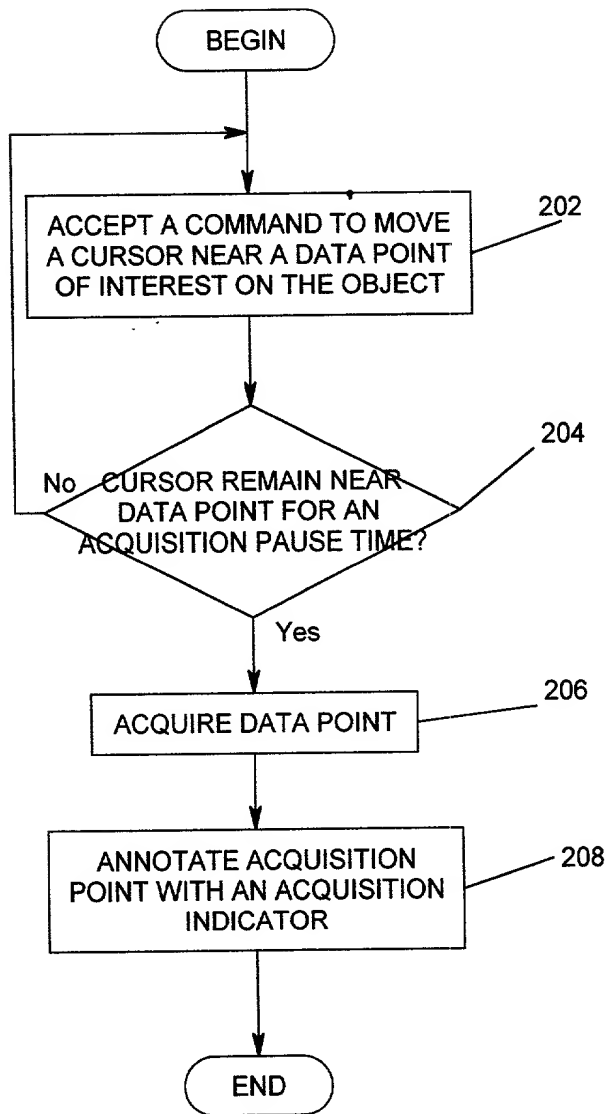 BEGIN
ACCEPT A COMMAND TO MOVE
A CURSOR NEAR A DATA POINT
OF INTEREST ON THE OBJECT
202
204
No
CURSOR REMAIN NEAR
DATA POINT FOR AN
ACQUISITION PAUSE TIME?
Yes
206
ACQUIRE DATA POINT
ANNOTATE ACQUISITION
POINT WITH AN ACQUISITION
INDICATOR
208
END